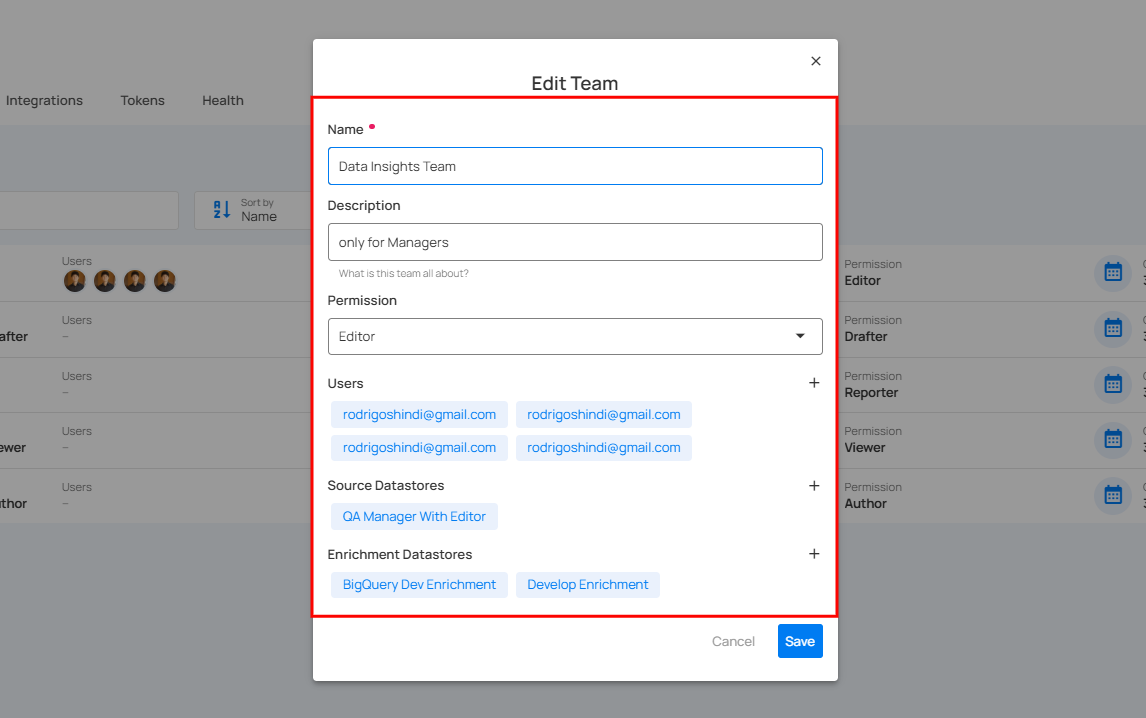 Edit Team
Integrations Tokens Health
Name
Data Insights Team
Description
only for Managers
What is this team all about?
Permission
Editor
Users
rodrigoshindi@gmail.com rodrigoshindi@gmail.com
rodrigoshindi@gmail.com rodrigoshindi@gmail.com
Source Datastores
QA Manager With Editor
Enrichment Datastores
BigQuery Dev Enrichment Develop Enrichment
Cancel Save
Sort by
Name
Users
Permission
Editor
Users
--
Permission
Drafter
Users
--
Permission
Reporter
Users
--
Permission
Viewer
Users
--
Permission
Author